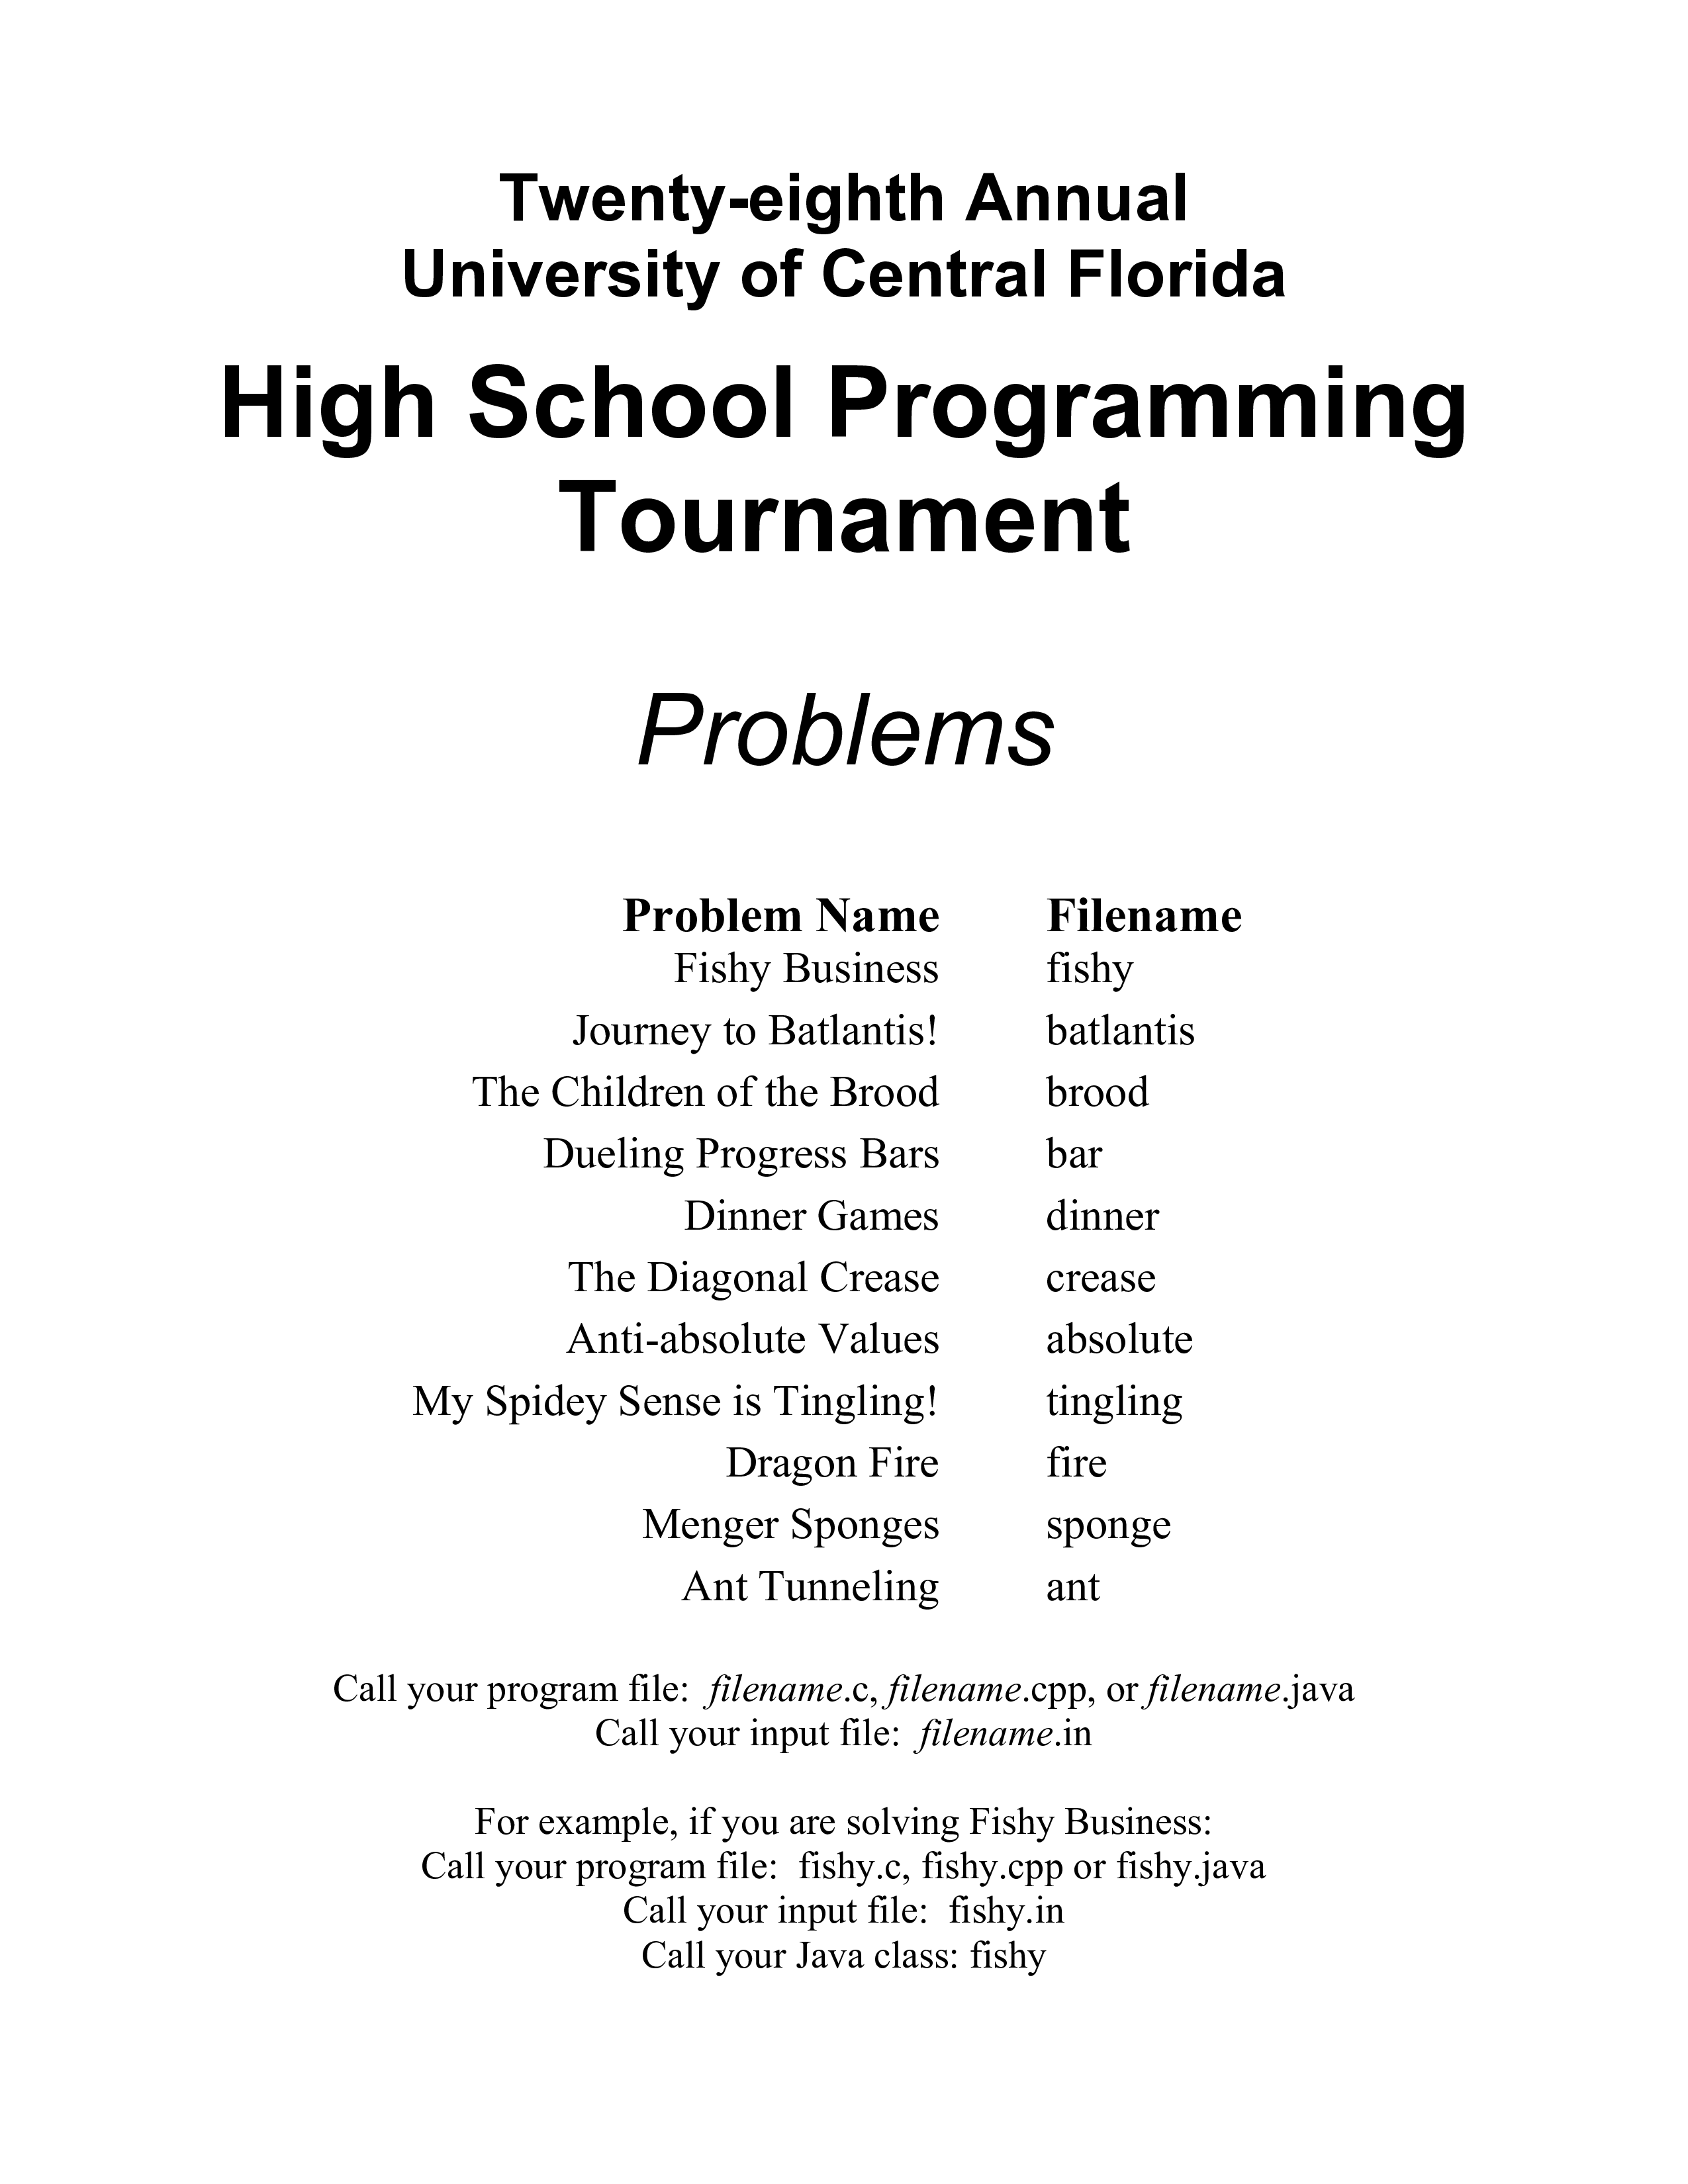 Twenty-eighth Annual
University of Central Florida
High School Programming
Tournament
Problems
Problem Name Filename
Fishy Business fishy
Journey to Batlantis! batlantis
The Children of the Brood brood
Dueling Progress Bars bar
Dinner Games dinner
The Diagonal Crease crease
Anti-absolute Values absolute
My Spidey Sense is Tingling! tingling
Dragon Fire fire
Menger Sponges sponge
Ant Tunneling ant
Call your program file: filename.c, filename.cpp, or filename.java
Call your input file: filename.in
For example, if you are solving Fishy Business:
Call your program file: fishy.c, fishy.cpp or fishy.java
Call your input file: fishy.in
Call your Java class: fishy